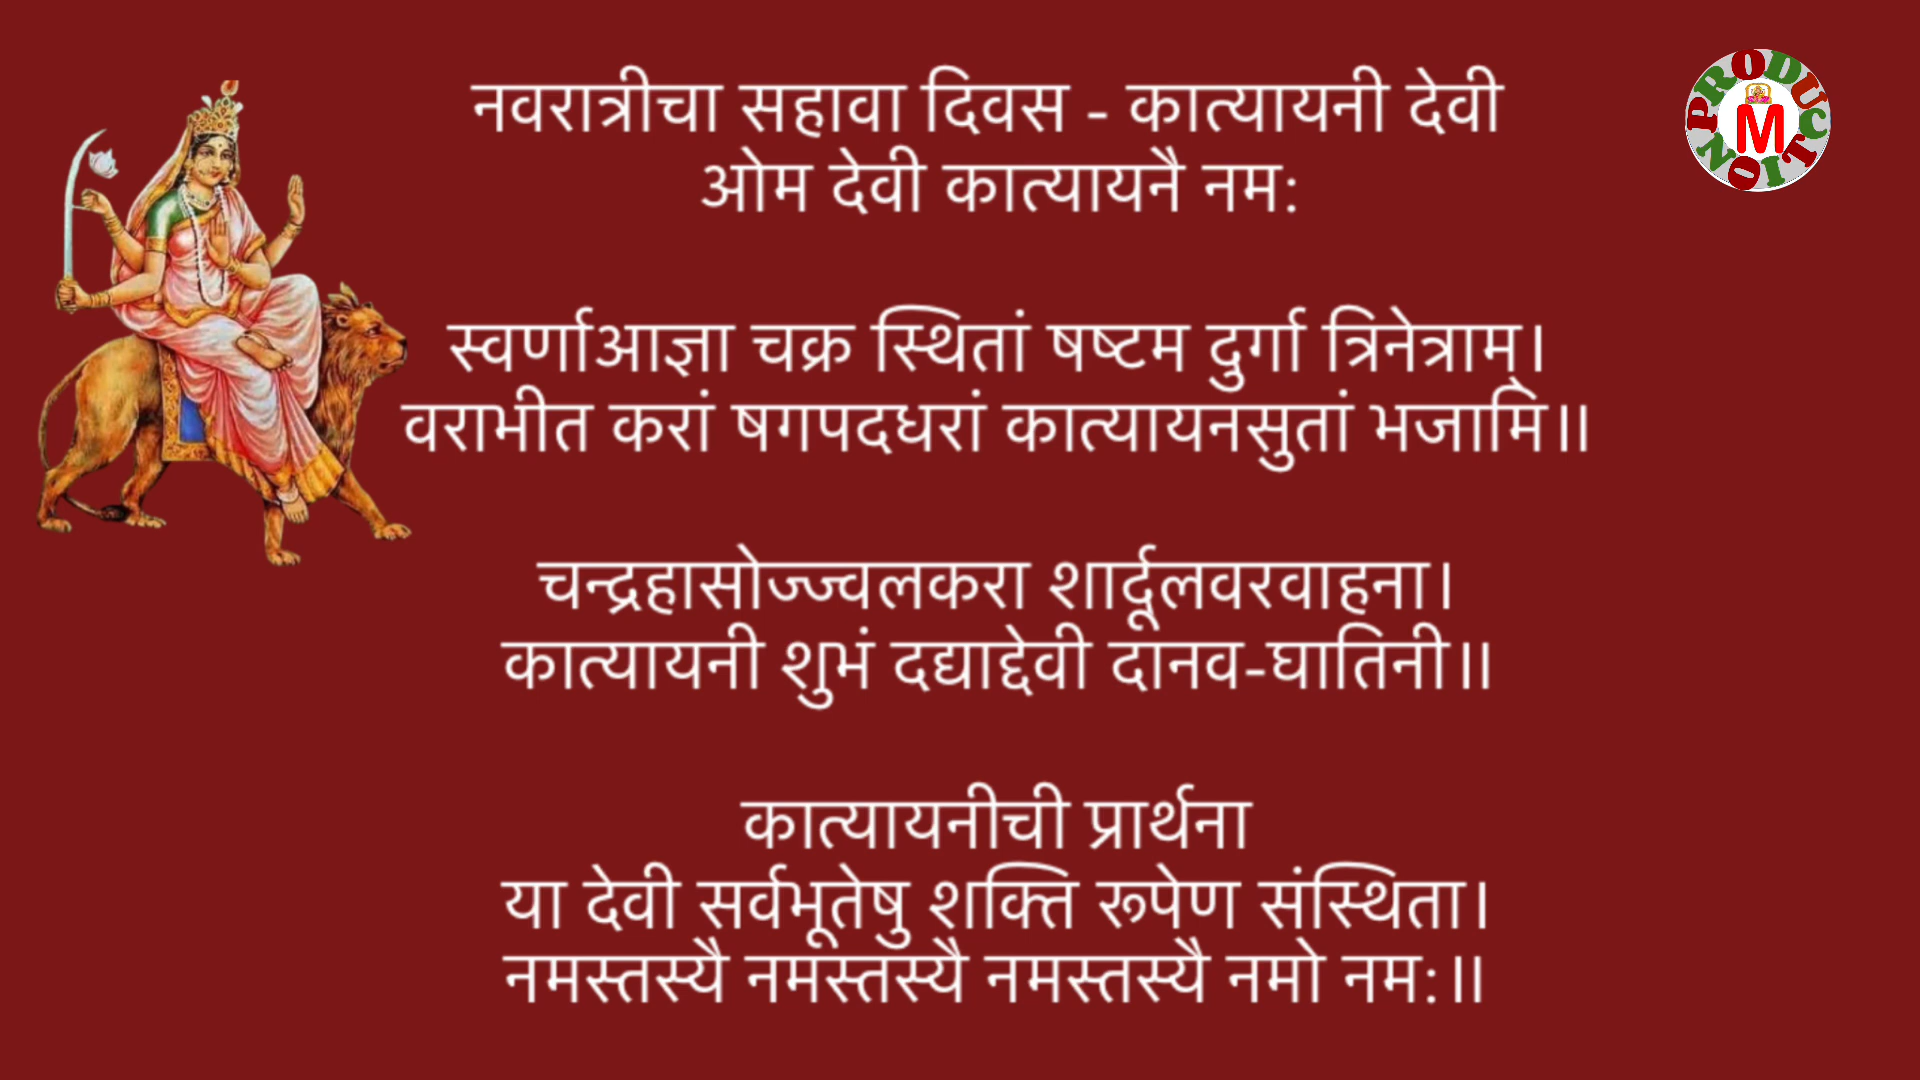 नवरात्रीचा सहावा दिवस - कात्यायनी देवी
ओम देवी कात्यायनै नम:
स्वर्णाआज्ञा चक्र स्थितां षष्टम दुर्गा त्रिनेत्राम्।
वराभीत करां षगपदधरां कात्यायनसुतां भजामि॥
चन्द्रहासोज्ज्वलकरा शार्दूलवरवाहना।
कात्यायनी शुभं दद्याद्देवी दानव-घातिनी॥
कात्यायनीची प्रार्थना
या देवी सर्वभूतेषु शक्ति रूपेण संस्थिता।
नमस्तस्यै नमस्तस्यै नमस्तस्यै नमो नम:॥
PRODUCTION
M